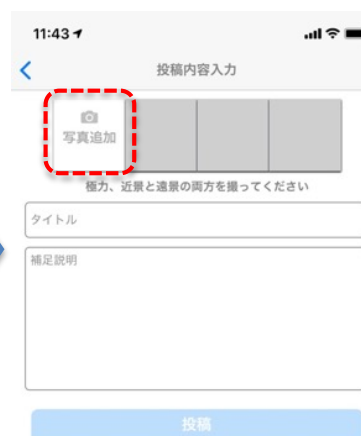 11:43
投稿内容入力
写真追加
極力、近景と遠景の両方を撮ってください
タイトル
補足説明
投稿